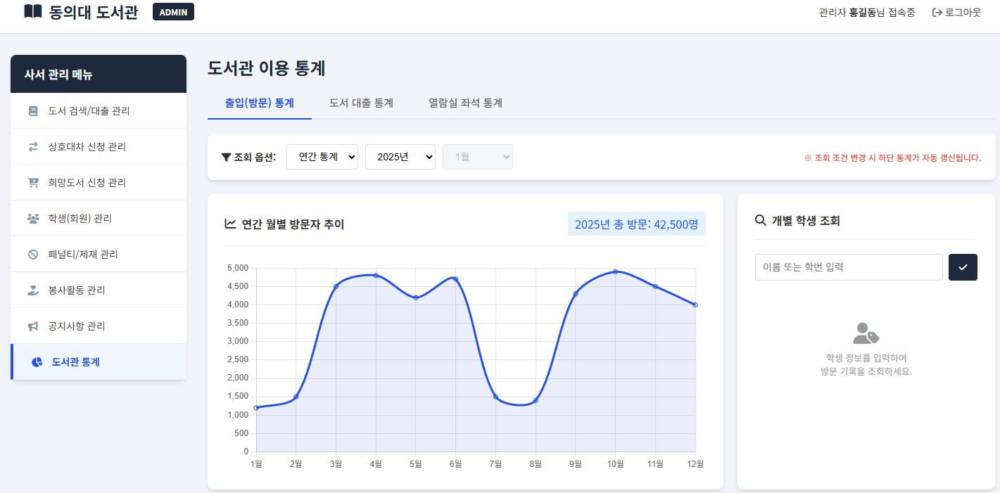 동의대 도서관 ADMIN
관리자 홍길동님 접속중 로그아웃
사서 관리 메뉴
도서 검색/대출 관리
상호대차 신청 관리
희망도서 신청 관리
학생(회원) 관리
패널티/제재 관리
봉사활동 관리
공지사항 관리
도서관 통계
도서관 이용 통계
출입(방문) 통계 도서 대출 통계 열람실 좌석 통계
조회 옵션: 연간 통계 2025년 1월
※ 조회 조건 변경 시 하단 통계가 자동 갱신됩니다.
연간 월별 방문자 추이 2025년 총 방문: 42,500명
5,000
4,500
4,000
3,500
3,000
2,500
2,000
1,500
1,000
500
0
1월 2월 3월 4월 5월 6월 7월 8월 9월 10월 11월 12월
개별 학생 조회
이름 또는 학번 입력
학생 정보를 입력하여
방문 기록을 조회하세요.